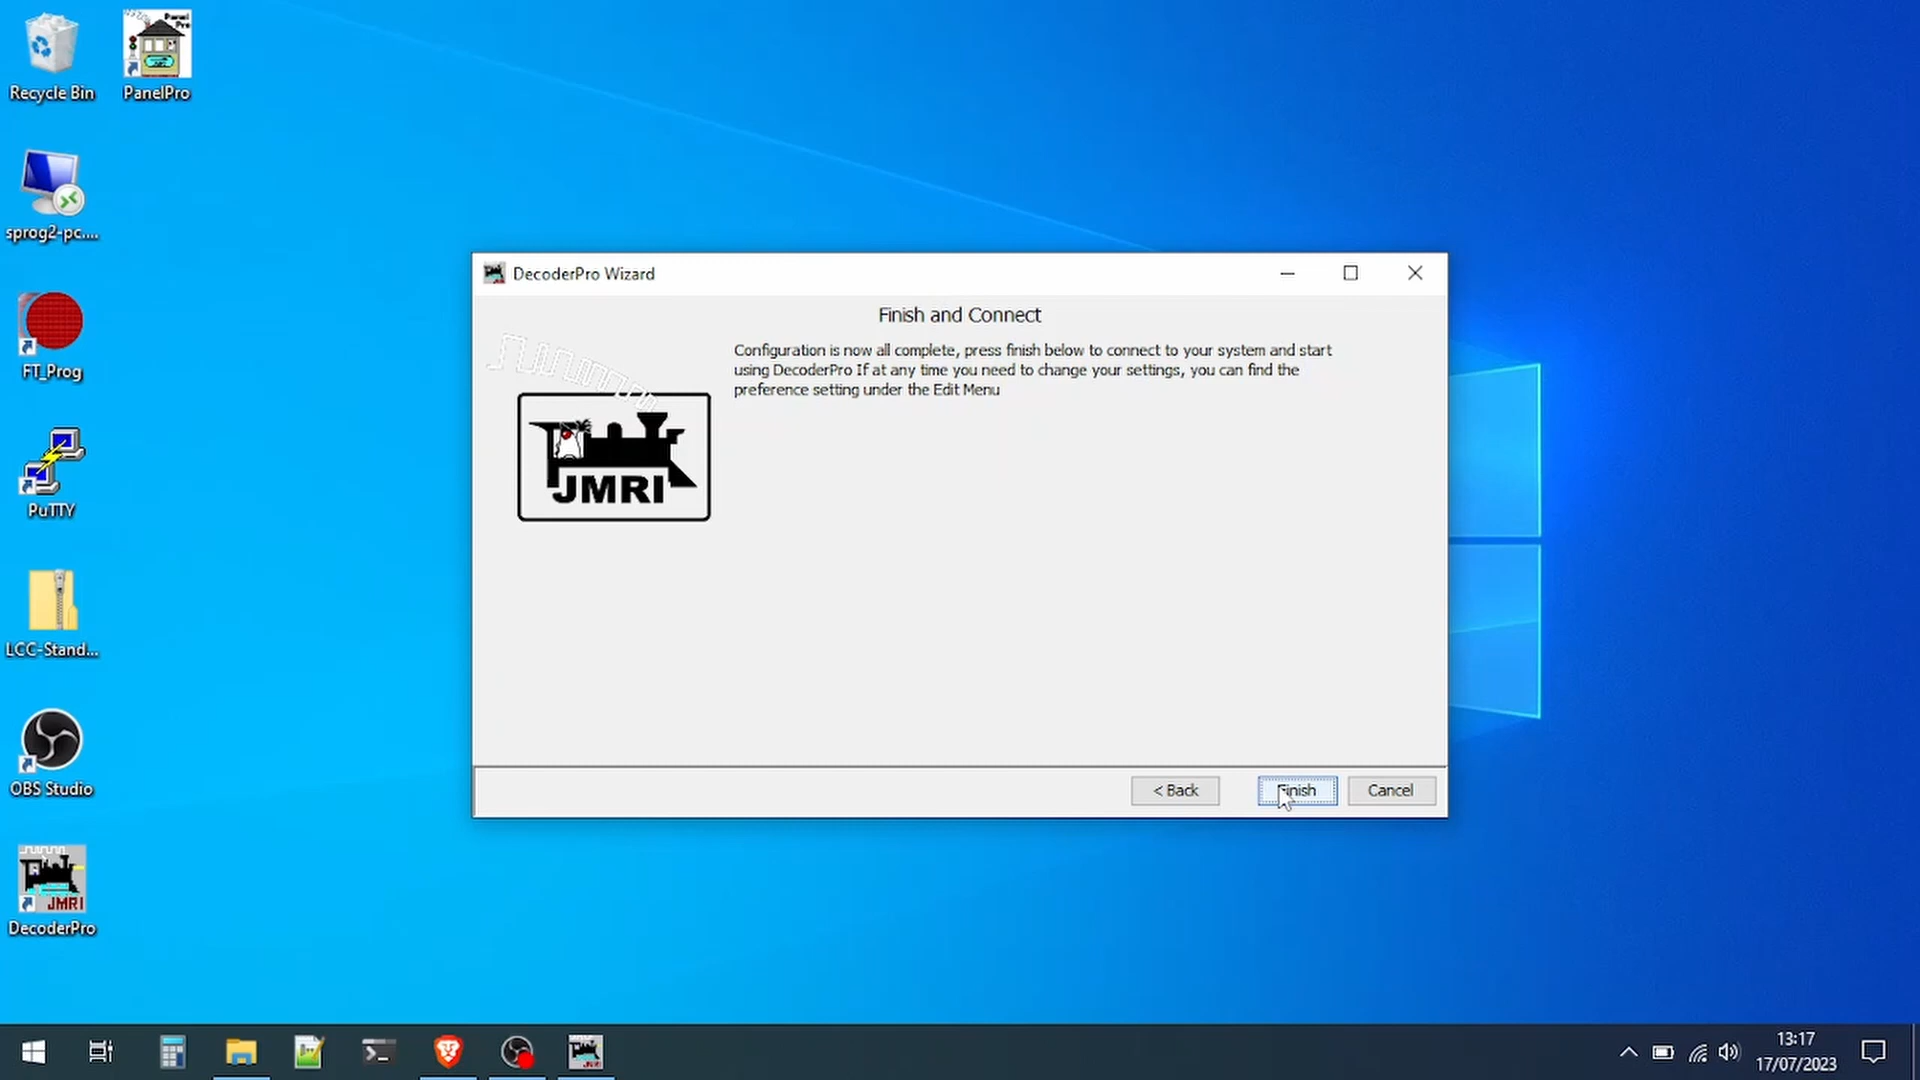 Recycle Bin
PanelPro
sprog2-pc....
FT_Prog
PuTTY
LCC-Stand...
OBS Studio
JMRI
DecoderPro
DecoderPro Wizard
Finish and Connect
Configuration is now all complete, press finish below to connect to your system and start
using DecoderPro If at any time you need to change your settings, you can find the
preference setting under the Edit Menu
JMRI
< Back
Finish
Cancel
13:17
17/07/2023